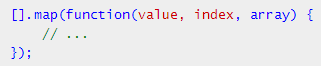 [].map(function(value, index, array) {
    // ...
});